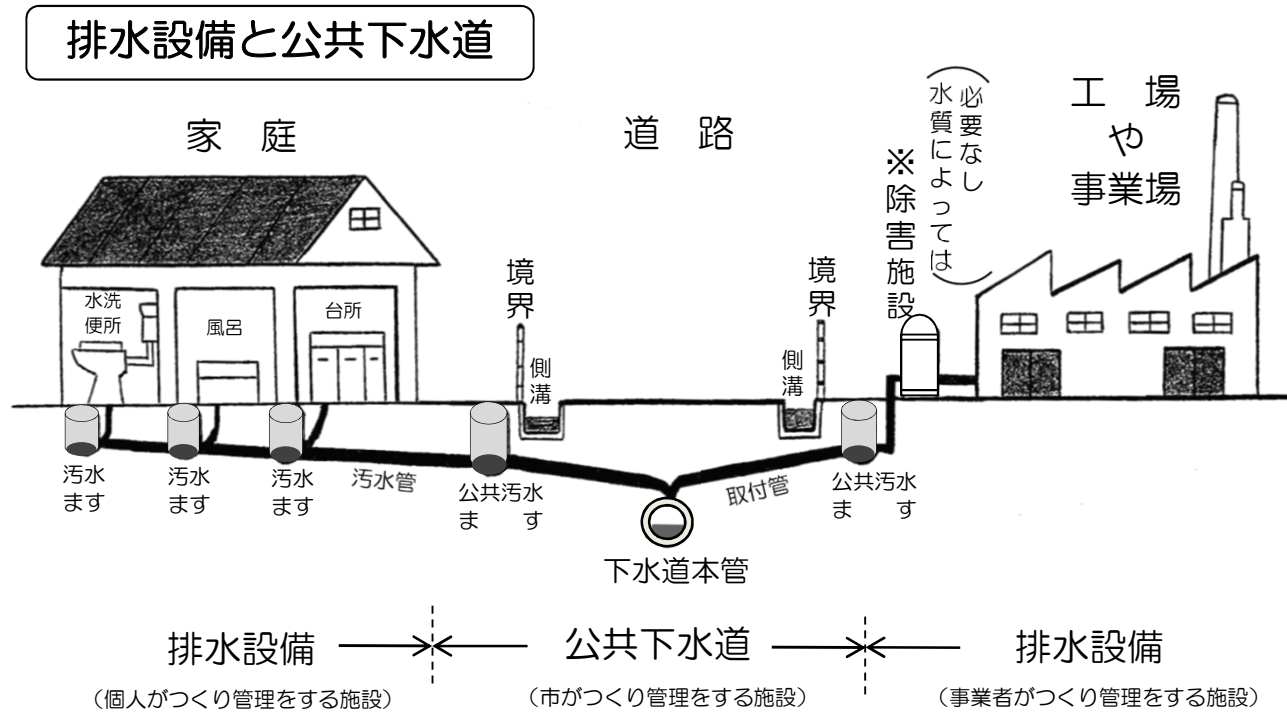 排水設備と公共下水道
家庭
道路
工場
や
事業場
※除害施設
水質によっては
必要なし
境界
境界
水洗
便所
風呂
台所
側溝
側溝
汚水
ます
汚水
ます
汚水
ます
汚水管
公共汚水
ます
取付管
公共汚水
ます
下水道本管
排水設備
公共下水道
排水設備
（個人がつくり管理をする施設）
（市がつくり管理をする施設）
（事業者がつくり管理をする施設）